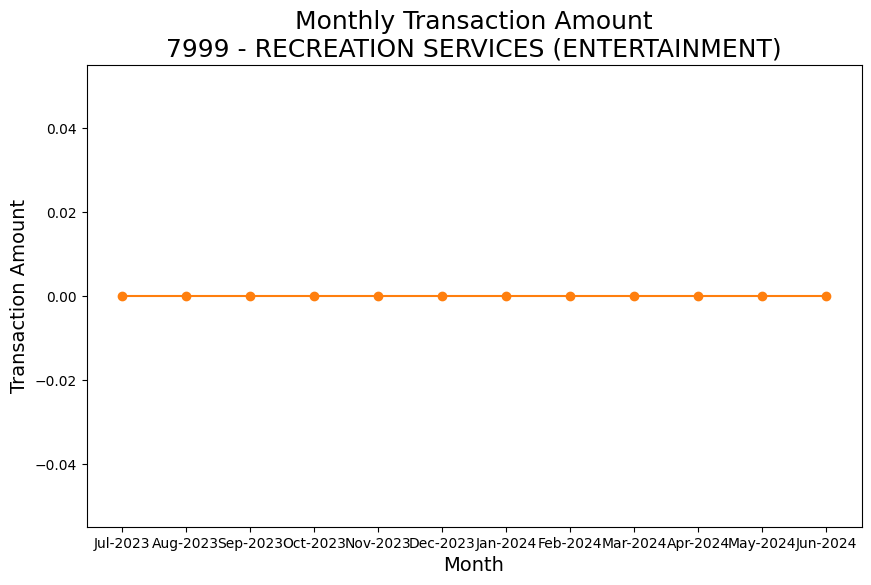 Monthly Transaction Amount
7999 - RECREATION SERVICES (ENTERTAINMENT)
Transaction Amount
0.04
0.02
0.00
−0.02
−0.04
Jul-2023 Aug-2023 Sep-2023 Oct-2023 Nov-2023 Dec-2023 Jan-2024 Feb-2024 Mar-2024 Apr-2024 May-2024 Jun-2024
Month